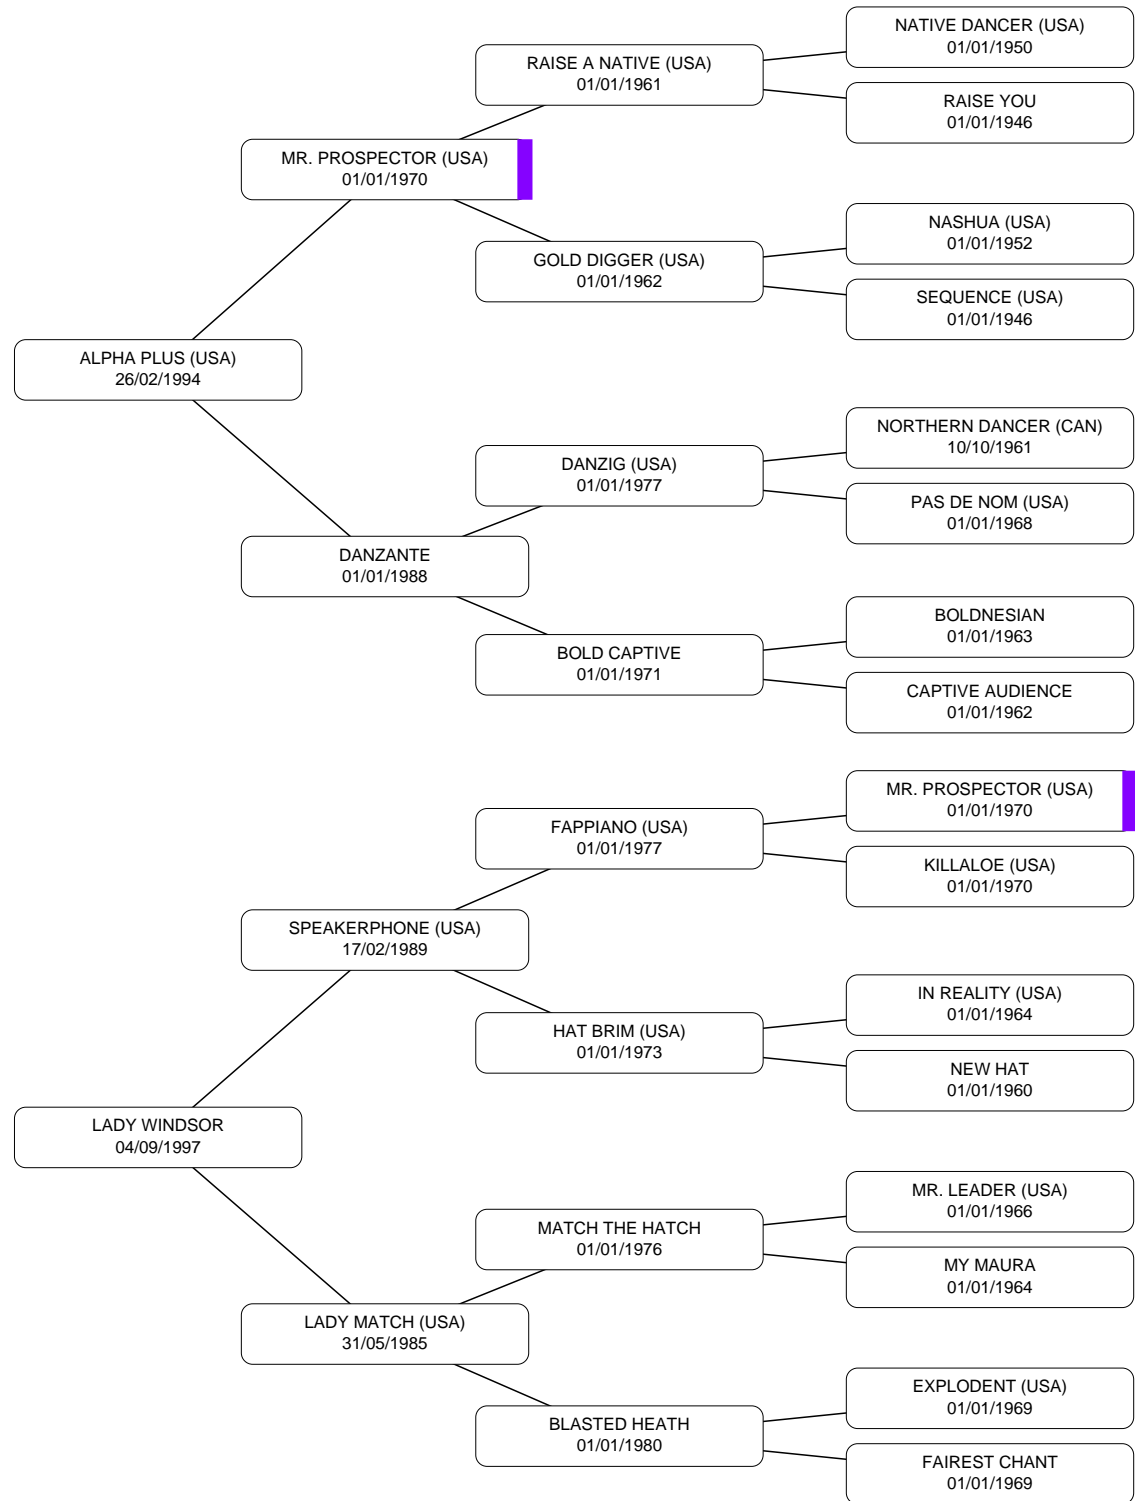 NATIVE DANCER (USA)
01/01/1950
RAISE A NATIVE (USA)
01/01/1961
RAISE YOU
01/01/1946
MR. PROSPECTOR (USA)
01/01/1970
NASHUA (USA)
01/01/1952
GOLD DIGGER (USA)
01/01/1962
SEQUENCE (USA)
01/01/1946
ALPHA PLUS (USA)
26/02/1994
NORTHERN DANCER (CAN)
10/10/1961
DANZIG (USA)
01/01/1977
PAS DE NOM (USA)
01/01/1968
DANZANTE
01/01/1988
BOLDNESIAN
01/01/1963
BOLD CAPTIVE
01/01/1971
CAPTIVE AUDIENCE
01/01/1962
MR. PROSPECTOR (USA)
01/01/1970
FAPPIANO (USA)
01/01/1977
KILLALOE (USA)
01/01/1970
SPEAKERPHONE (USA)
17/02/1989
IN REALITY (USA)
01/01/1964
HAT BRIM (USA)
01/01/1973
NEW HAT
01/01/1960
LADY WINDSOR
04/09/1997
MR. LEADER (USA)
01/01/1966
MATCH THE HATCH
01/01/1976
MY MAURA
01/01/1964
LADY MATCH (USA)
31/05/1985
EXPLODENT (USA)
01/01/1969
BLASTED HEATH
01/01/1980
FAIREST CHANT
01/01/1969